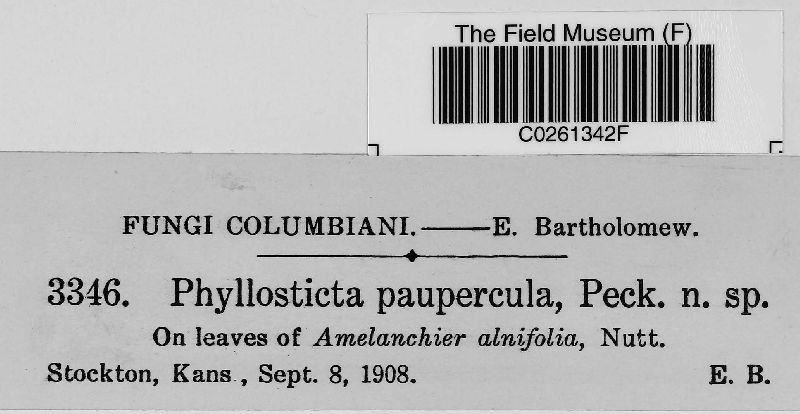 The Field Museum (F)
C0261342F
FUNGI COLUMBIANI.——E. Bartholomew.
3346. Phyllosticta paupercula, Peck. n. sp.
On leaves of Amelanchier alnifolia, Nutt.
Stockton, Kans., Sept. 8, 1908. E. B.